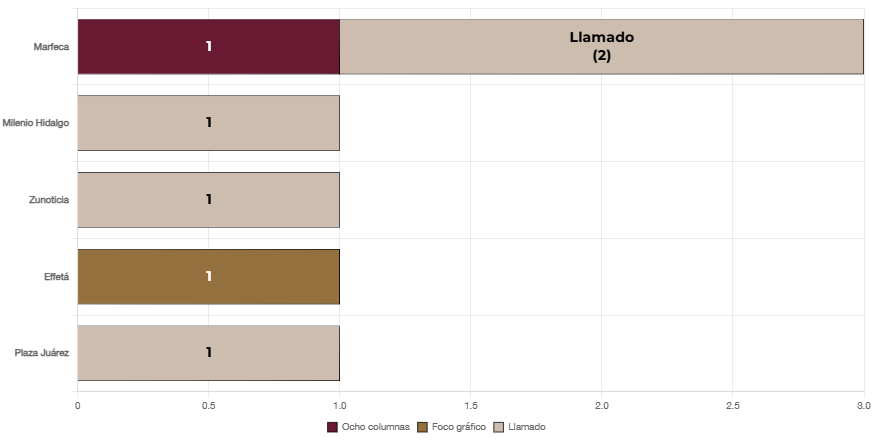 Marfeca
1
Llamado
(2)
Milenio Hidalgo
1
Zunoticia
1
Effetá
1
Plaza Juárez
1
0 0.5 1.0 1.5 2.0 2.5 3.0
Ocho columnas Foco gráfico Llamado